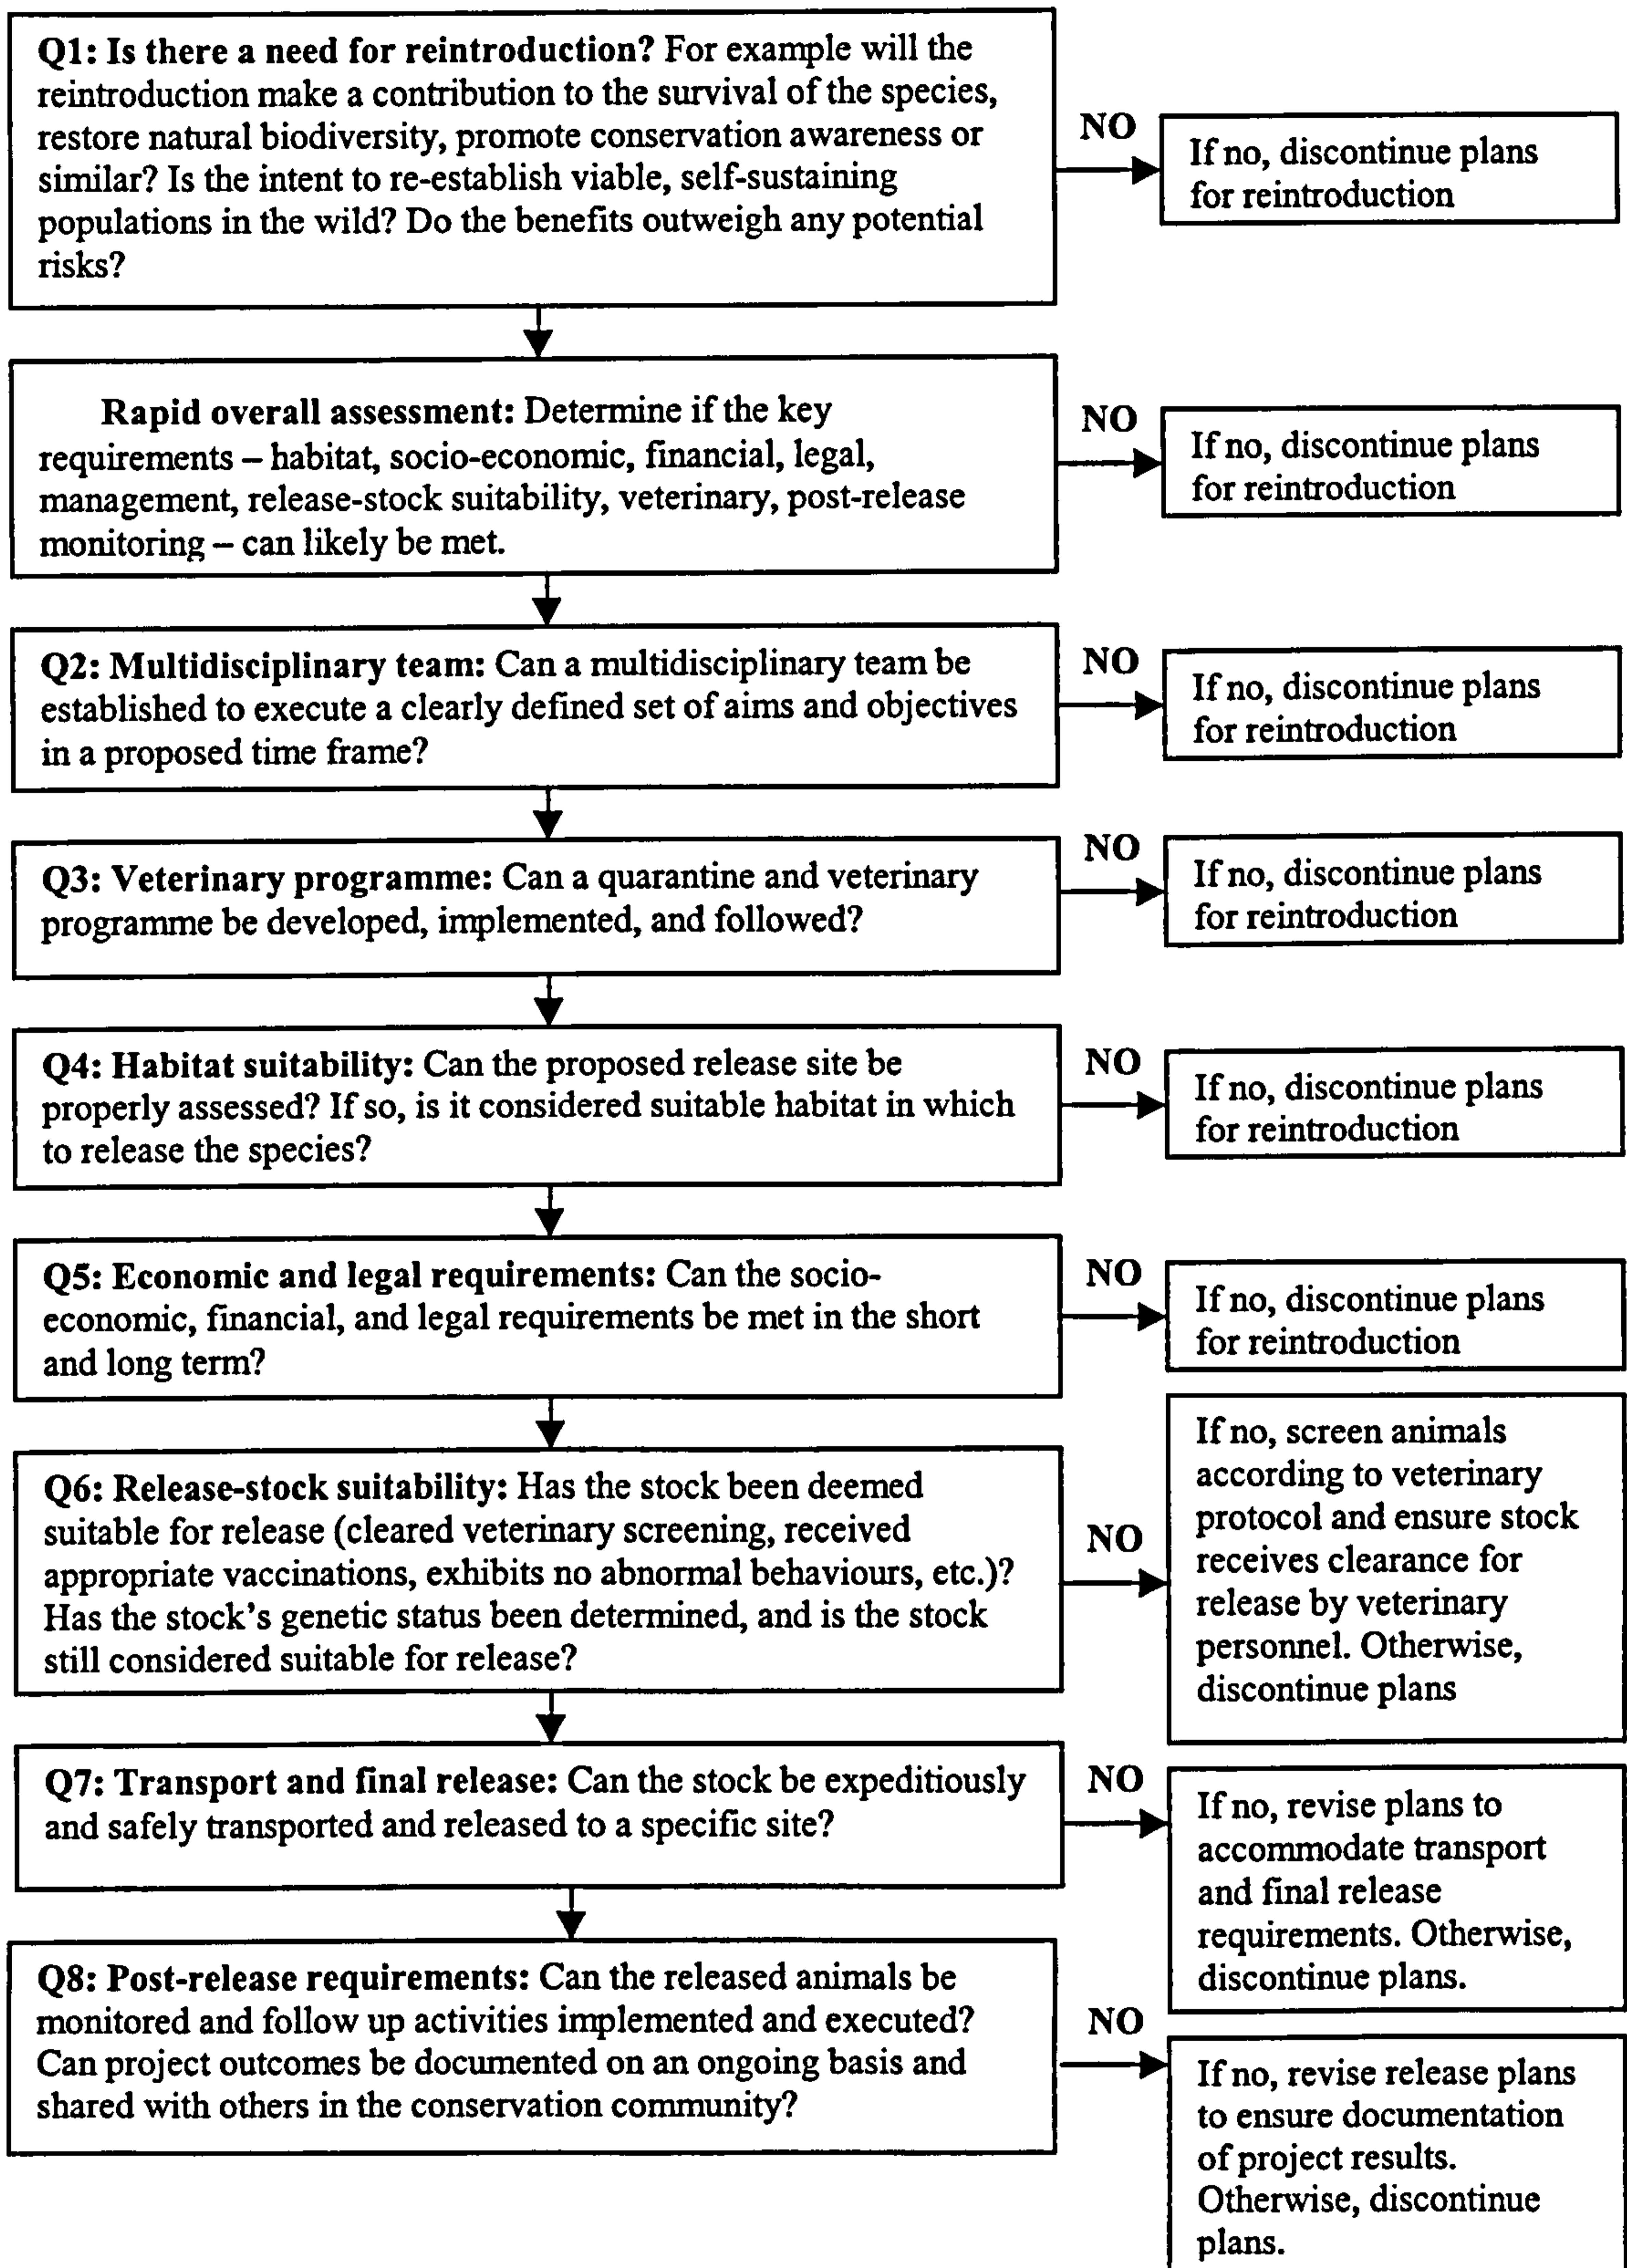 Q1: Is there a need for reintroduction? For example will the
reintroduction make a contribution to the survival of the species,
restore natural biodiversity, promote conservation awareness or
similar? Is the intent to re-establish viable, self-sustaining
populations in the wild? Do the benefits outweigh any potential
risks?
NO
If no, discontinue plans
for reintroduction
Rapid overall assessment: Determine if the key
requirements – habitat, socio-economic, financial, legal,
management, release-stock suitability, veterinary, post-release
monitoring – can likely be met.
NO
If no, discontinue plans
for reintroduction
Q2: Multidisciplinary team: Can a multidisciplinary team be
established to execute a clearly defined set of aims and objectives
in a proposed time frame?
NO
If no, discontinue plans
for reintroduction
Q3: Veterinary programme: Can a quarantine and veterinary
programme be developed, implemented, and followed?
NO
If no, discontinue plans
for reintroduction
Q4: Habitat suitability: Can the proposed release site be
properly assessed? If so, is it considered suitable habitat in which
to release the species?
NO
If no, discontinue plans
for reintroduction
Q5: Economic and legal requirements: Can the socio-
economic, financial, and legal requirements be met in the short
and long term?
NO
If no, discontinue plans
for reintroduction
Q6: Release-stock suitability: Has the stock been deemed
suitable for release (cleared veterinary screening, received
appropriate vaccinations, exhibits no abnormal behaviours, etc.)?
Has the stock's genetic status been determined, and is the stock
still considered suitable for release?
NO
If no, screen animals
according to veterinary
protocol and ensure stock
receives clearance for
release by veterinary
personnel. Otherwise,
discontinue plans
Q7: Transport and final release: Can the stock be expeditiously
and safely transported and released to a specific site?
NO
If no, revise plans to
accommodate transport
and final release
requirements. Otherwise,
discontinue plans.
Q8: Post-release requirements: Can the released animals be
monitored and follow up activities implemented and executed?
Can project outcomes be documented on an ongoing basis and
shared with others in the conservation community?
NO
If no, revise release plans
to ensure documentation
of project results.
Otherwise, discontinue
plans.